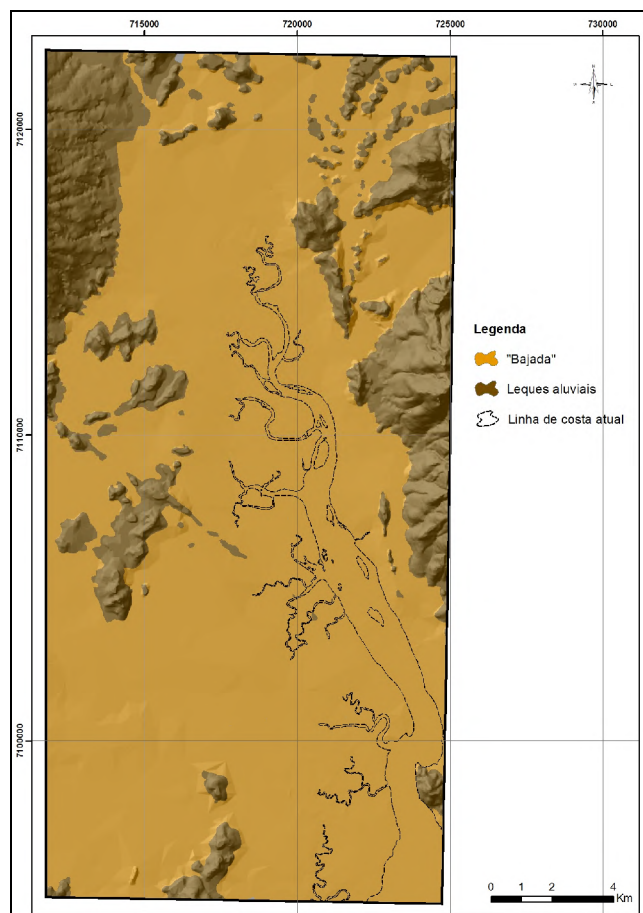 715000 720000 725000 730000
7120000
7110000
7100000
N
Legenda
"Bajada"
Leques aluviais
Linha de costa atual
0 1 2 4
Km